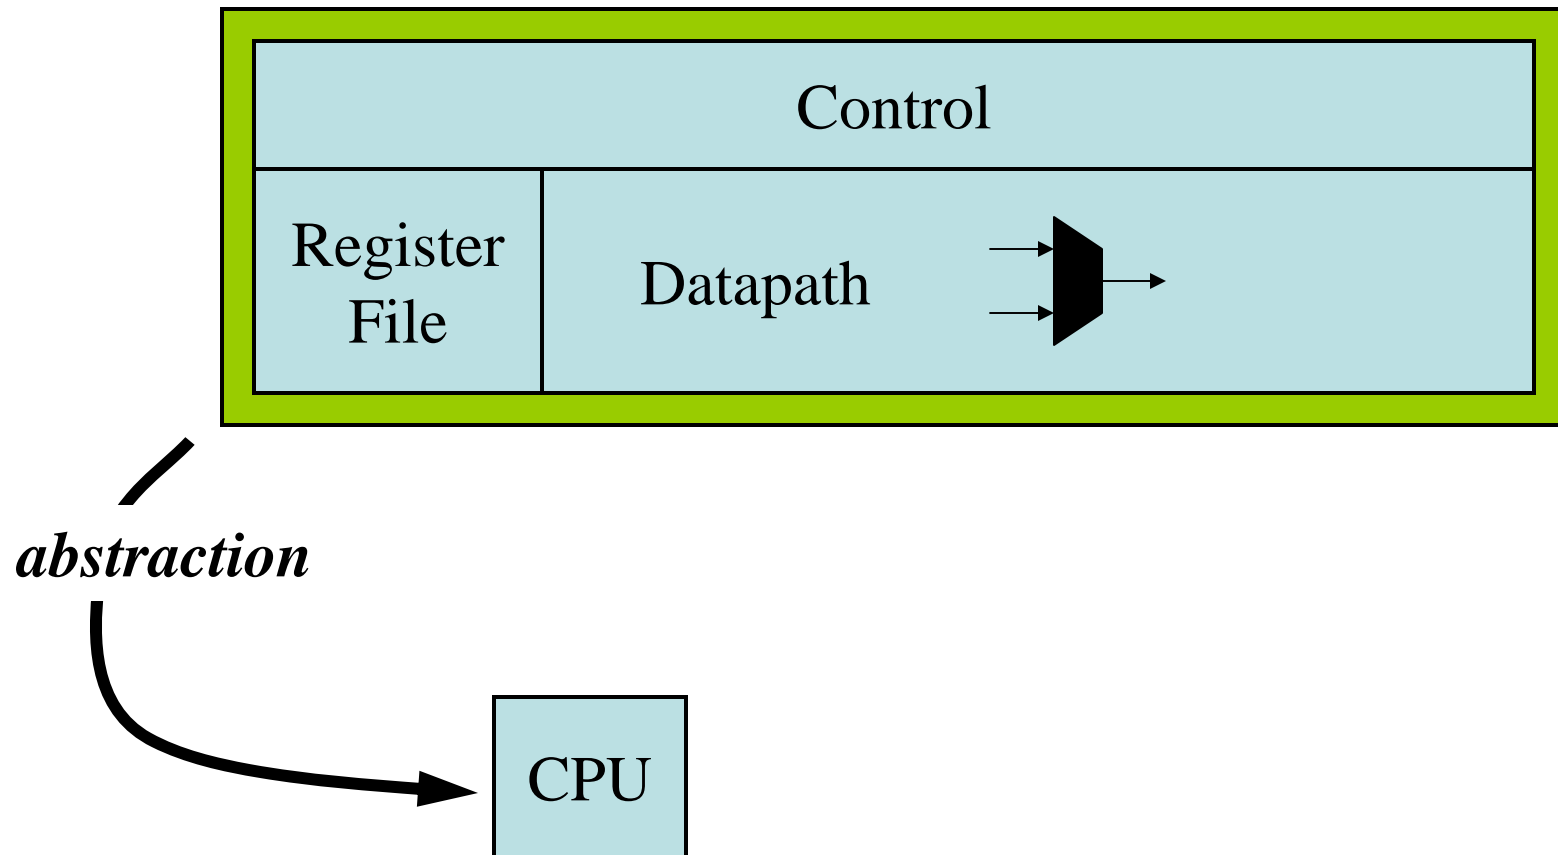 Control
Register
File
Datapath
abstraction
CPU